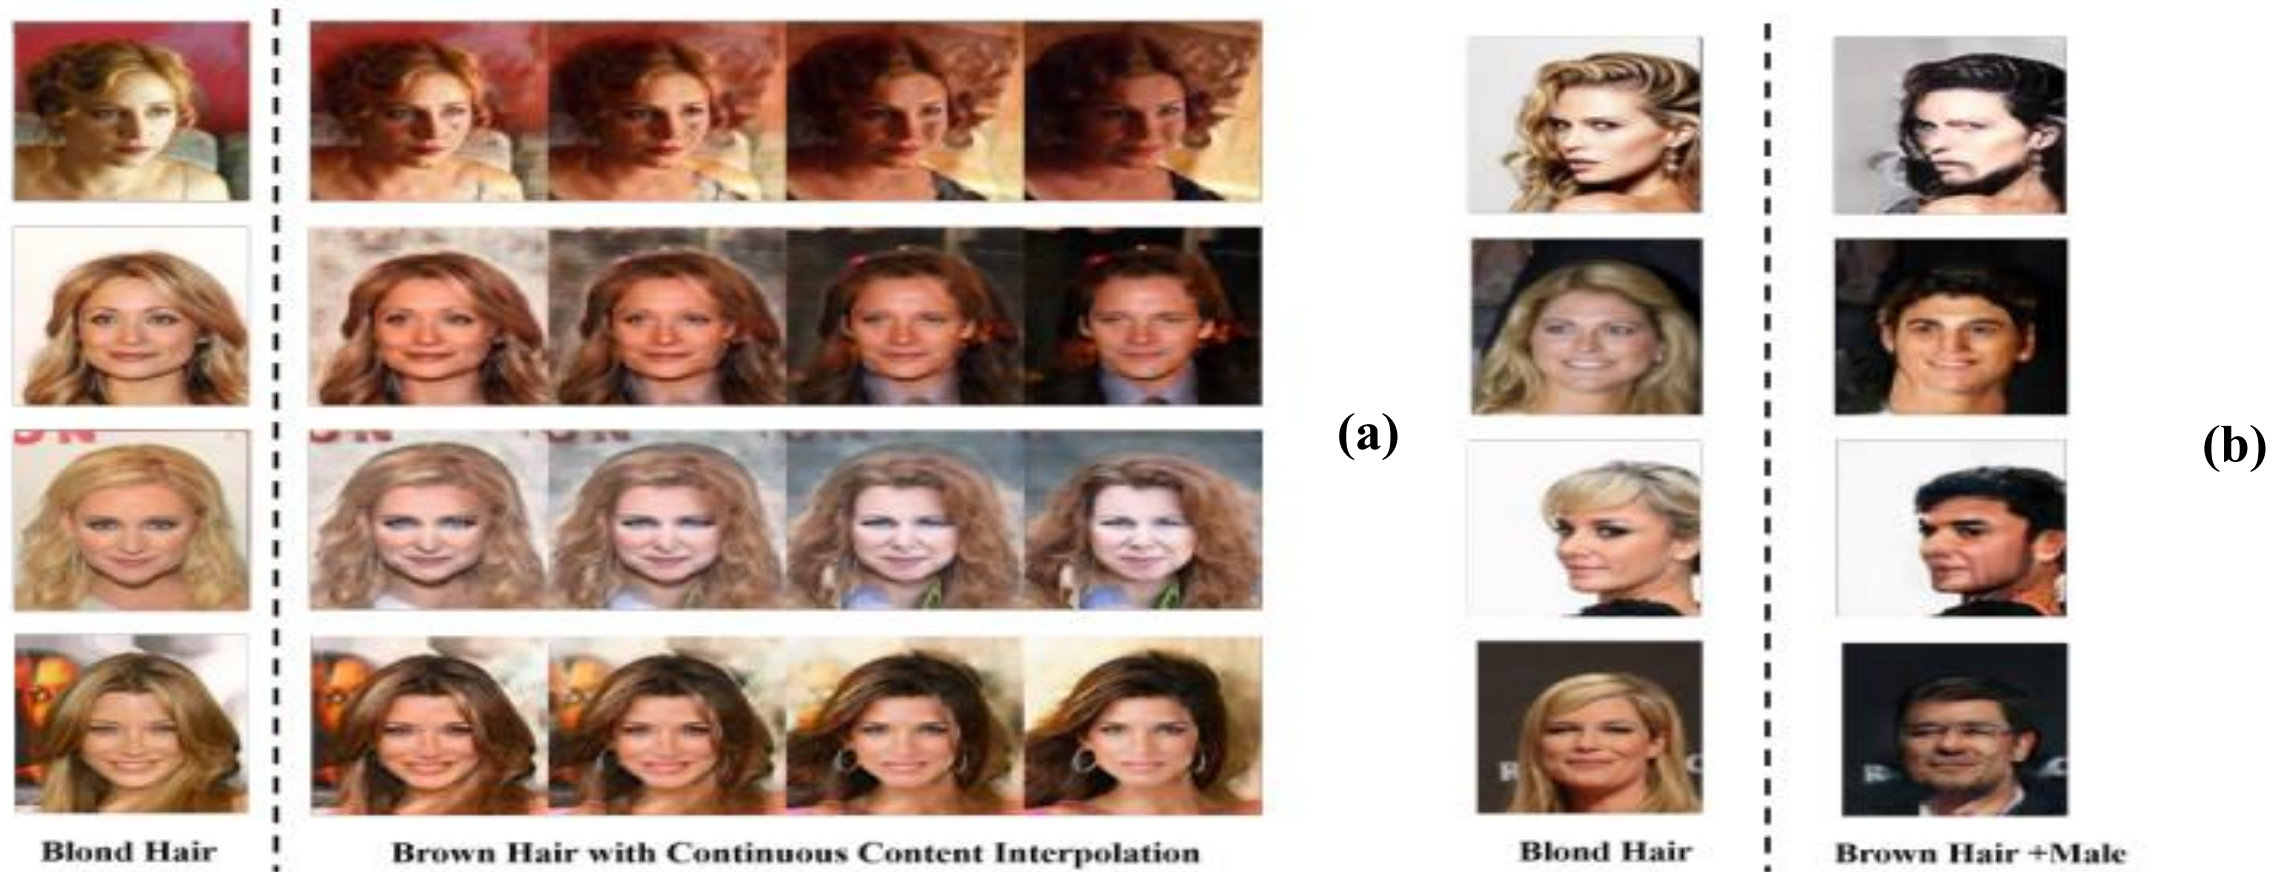 (a)
(b)
Blond Hair
Brown Hair with Continuous Content Interpolation
Blond Hair
Brown Hair +Male